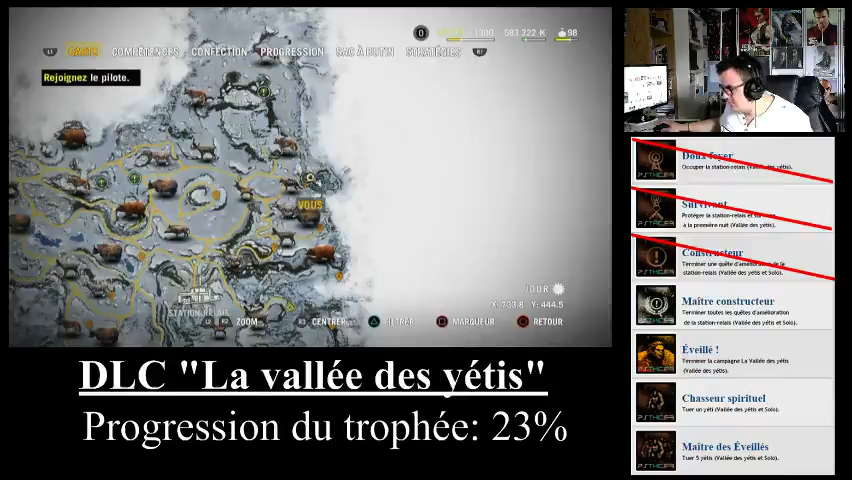 COMPÉTENCES CONFECTION PROGRESSION SAC À BUTIN STRATÉGIES
583 222 K
98
Rejoignez le pilote.
VOUS
STATION-RELAIS
JOUR
X: 733.8 Y: 444.5
L2 R2 ZOOM R3 CENTRER FILTRER MARQUEUR RETOUR
DLC "La vallée des yétis"
Progression du trophée: 23%
Doux foyer
Occuper la station-relais (Vallée des yétis).
Survivant
Protéger la station-relais et
à la première nuit (Vallée des yétis).
Constructeur
Terminer une quête d'amélioration de la
station-relais (Vallée des yétis et Solo).
Maître constructeur
Terminer toutes les quêtes d'amélioration
de la station-relais (Vallée des yétis et Solo).
Éveillé !
Terminer la campagne La Vallée des yétis
(Vallée des yétis).
Chasseur spirituel
Tuer un yéti (Vallée des yétis et Solo).
Maître des Éveillés
Tuer 5 yétis (Vallée des yétis et Solo).